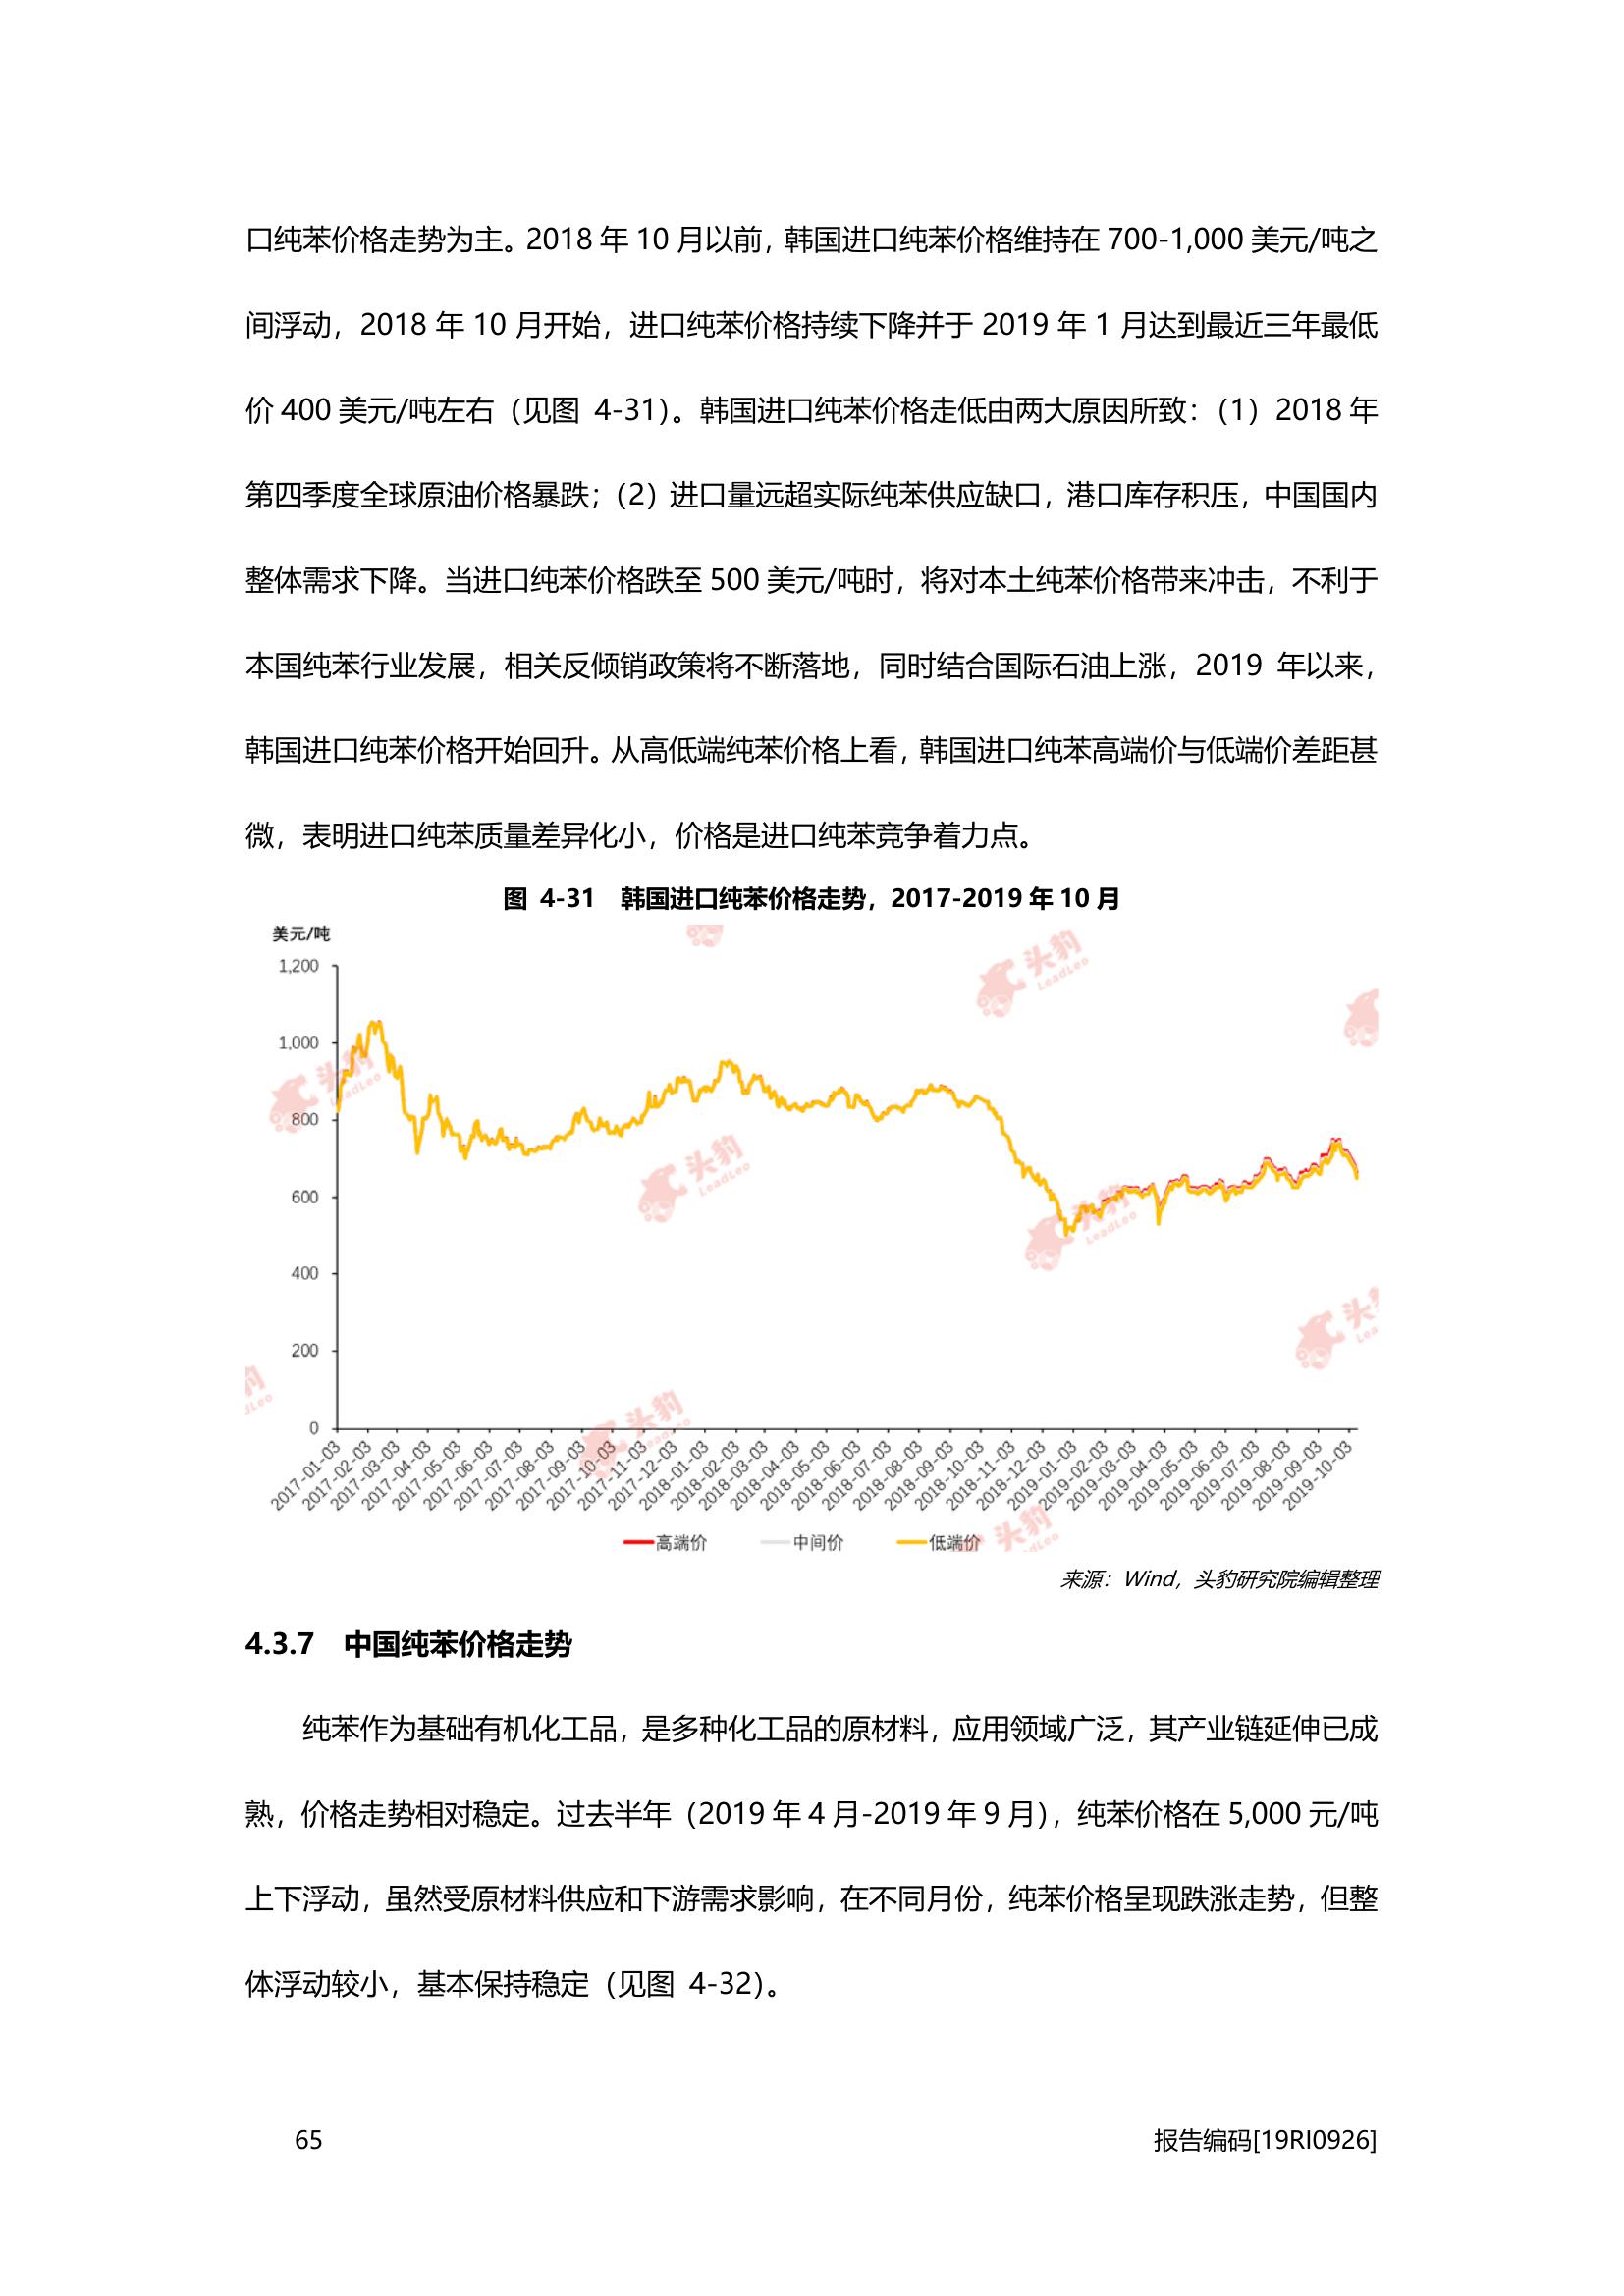 口纯苯价格走势为主。2018 年 10 月以前，韩国进口纯苯价格维持在 700-1,000 美元/吨之
间浮动，2018 年 10 月开始，进口纯苯价格持续下降并于 2019 年 1 月达到最近三年最低
价 400 美元/吨左右（见图 4-31）。韩国进口纯苯价格走低由两大原因所致：（1）2018 年
第四季度全球原油价格暴跌；（2）进口量远超实际纯苯供应缺口，港口库存积压，中国国内
整体需求下降。当进口纯苯价格跌至 500 美元/吨时，将对本土纯苯价格带来冲击，不利于
本国纯苯行业发展，相关反倾销政策将不断落地，同时结合国际石油上涨，2019 年以来，
韩国进口纯苯价格开始回升。从高低端纯苯价格上看，韩国进口纯苯高端价与低端价差距甚
微，表明进口纯苯质量差异化小，价格是进口纯苯竞争着力点。
图 4-31 韩国进口纯苯价格走势，2017-2019 年 10 月
美元/吨
1,200
1,000
800
600
400
200
0
2017-01-03
2017-02-03
2017-03-03
2017-04-03
2017-05-03
2017-06-03
2017-07-03
2017-08-03
2017-09-03
2017-10-03
2017-11-03
2017-12-03
2018-01-03
2018-02-03
2018-03-03
2018-04-03
2018-05-03
2018-06-03
2018-07-03
2018-08-03
2018-09-03
2018-10-03
2018-11-03
2018-12-03
2019-01-03
2019-02-03
2019-03-03
2019-04-03
2019-05-03
2019-06-03
2019-07-03
2019-08-03
2019-09-03
2019-10-03
高端价 中间价 低端价
头豹
LeadLeo
头豹
LeadLeo
头豹
LeadLeo
头豹
LeadLeo
头豹
LeadLeo
头豹
来源：Wind，头豹研究院编辑整理
4.3.7 中国纯苯价格走势
纯苯作为基础有机化工品，是多种化工品的原材料，应用领域广泛，其产业链延伸已成
熟，价格走势相对稳定。过去半年（2019 年 4 月-2019 年 9 月），纯苯价格在 5,000 元/吨
上下浮动，虽然受原材料供应和下游需求影响，在不同月份，纯苯价格呈现跌涨走势，但整
体浮动较小，基本保持稳定（见图 4-32）。
65 报告编码[19RI0926]